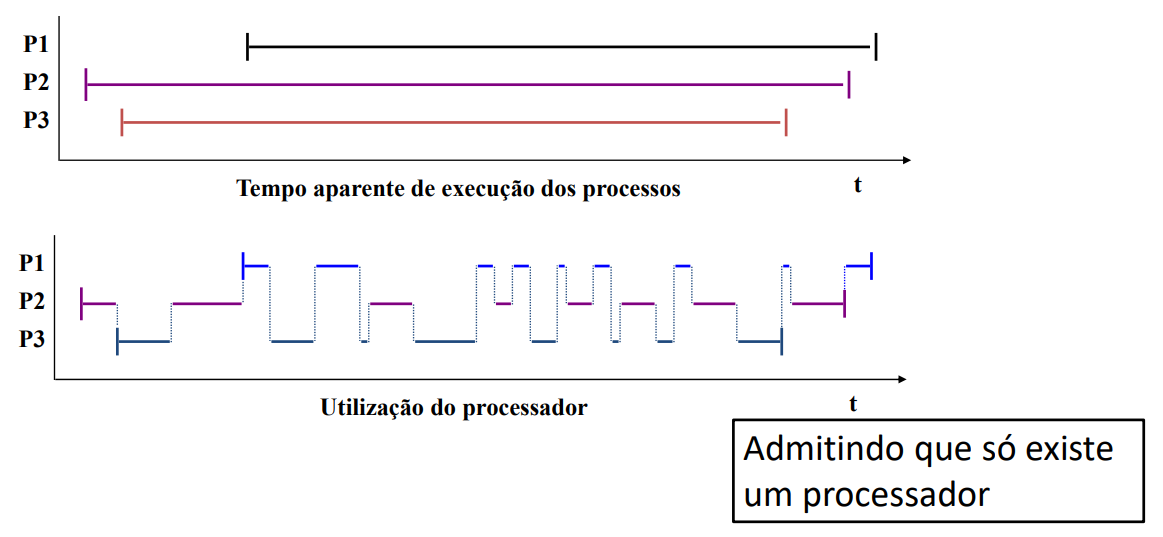 P1
P2
P3
Tempo aparente de execução dos processos
t
P1
P2
P3
Utilização do processador
t
Admitindo que só existe
um processador